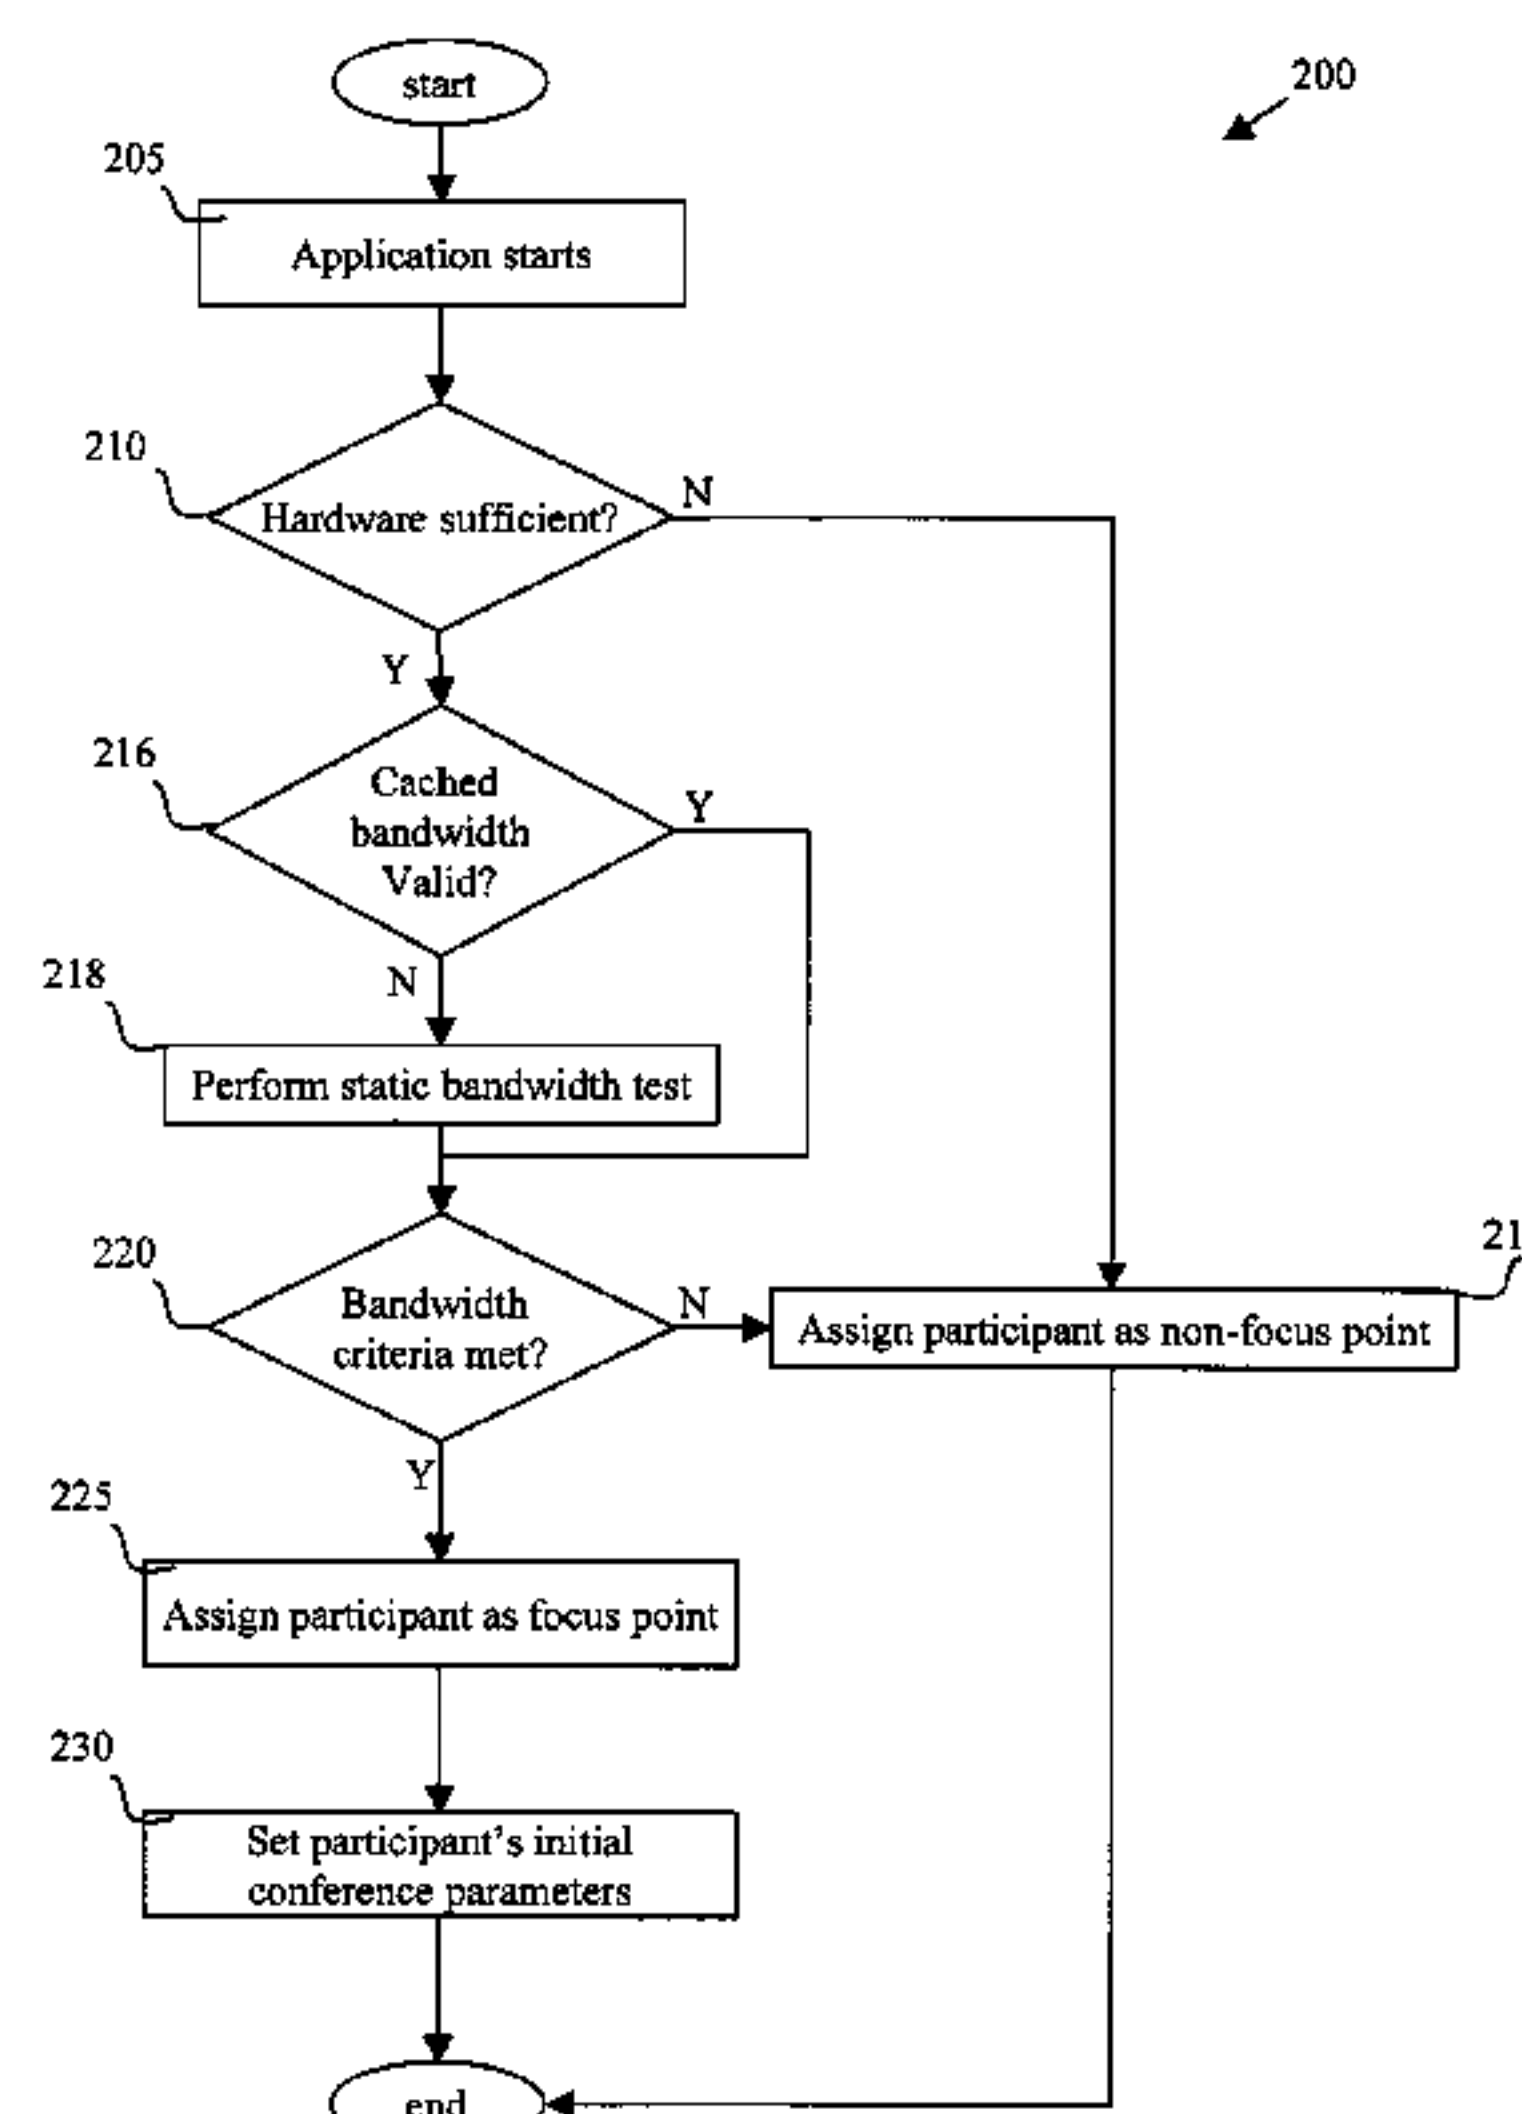 start
200
205
Application starts
210
Hardware sufficient?
N
Y
216
Cached
bandwidth
Valid?
Y
N
218
Perform static bandwidth test
220
Bandwidth
criteria met?
N
21
Assign participant as non-focus point
Y
225
Assign participant as focus point
230
Set participant's initial
conference parameters
end